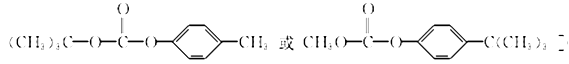 O O
(CH₃)₃C—O—C—O—CH₃ 或 CH₃O—C—O—C(CH₃)₃ ]